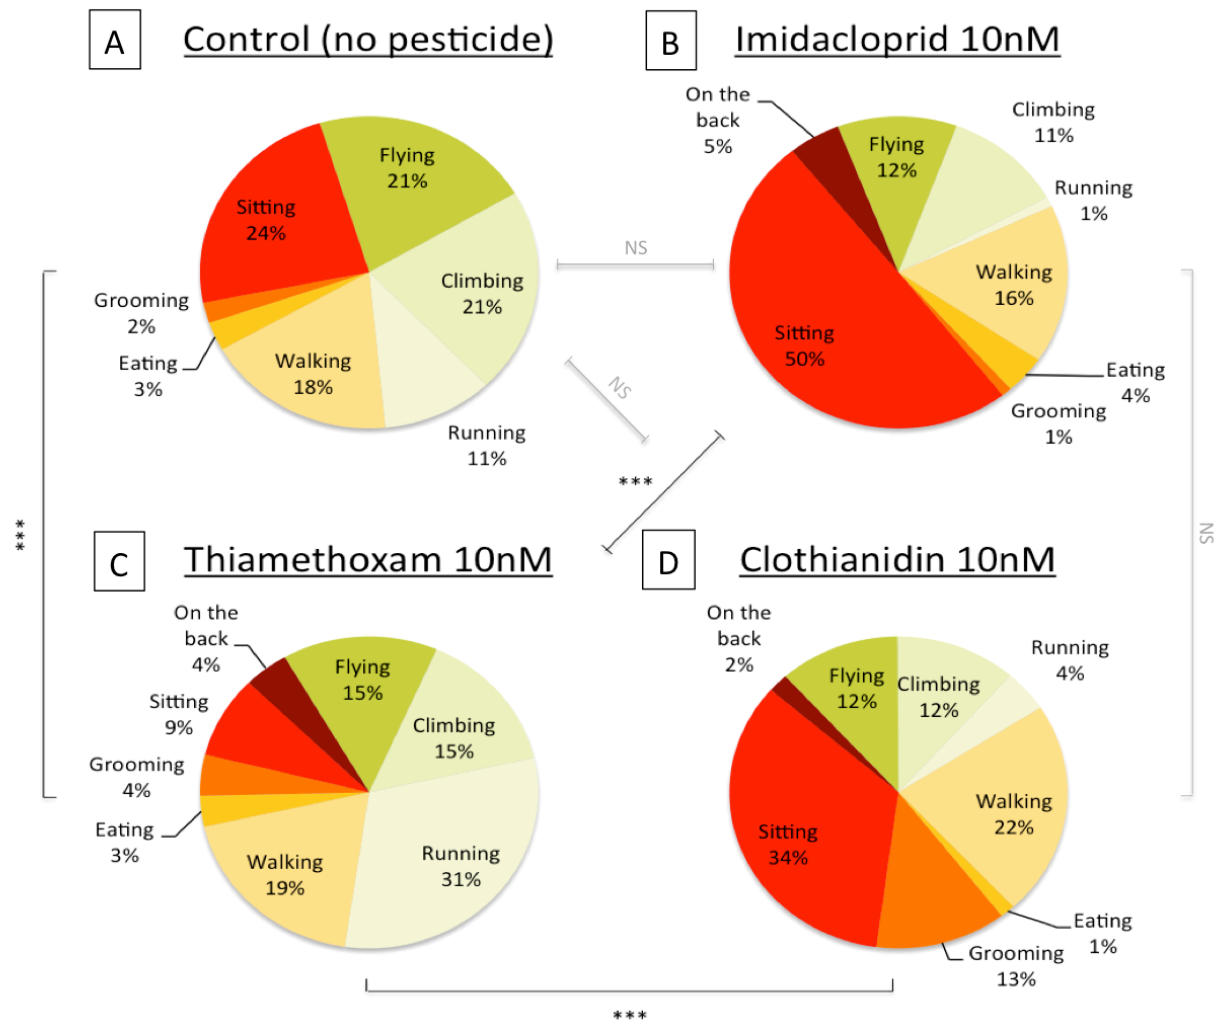 A
Control (no pesticide)
B
Imidacloprid 10nM
Flying
21%
Sitting
24%
Climbing
21%
Grooming
2%
Eating
3%
Walking
18%
Running
11%
NS
On the
back
5%
Flying
12%
Climbing
11%
Running
1%
Walking
16%
Sitting
50%
Eating
4%
Grooming
1%
NS
***
***
NS
C
Thiamethoxam 10nM
D
Clothianidin 10nM
On the
back
4%
Flying
15%
Sitting
9%
Climbing
15%
Grooming
4%
Eating
3%
Walking
19%
Running
31%
On the
back
2%
Flying
12%
Climbing
12%
Running
4%
Walking
22%
Sitting
34%
Eating
1%
Grooming
13%
***